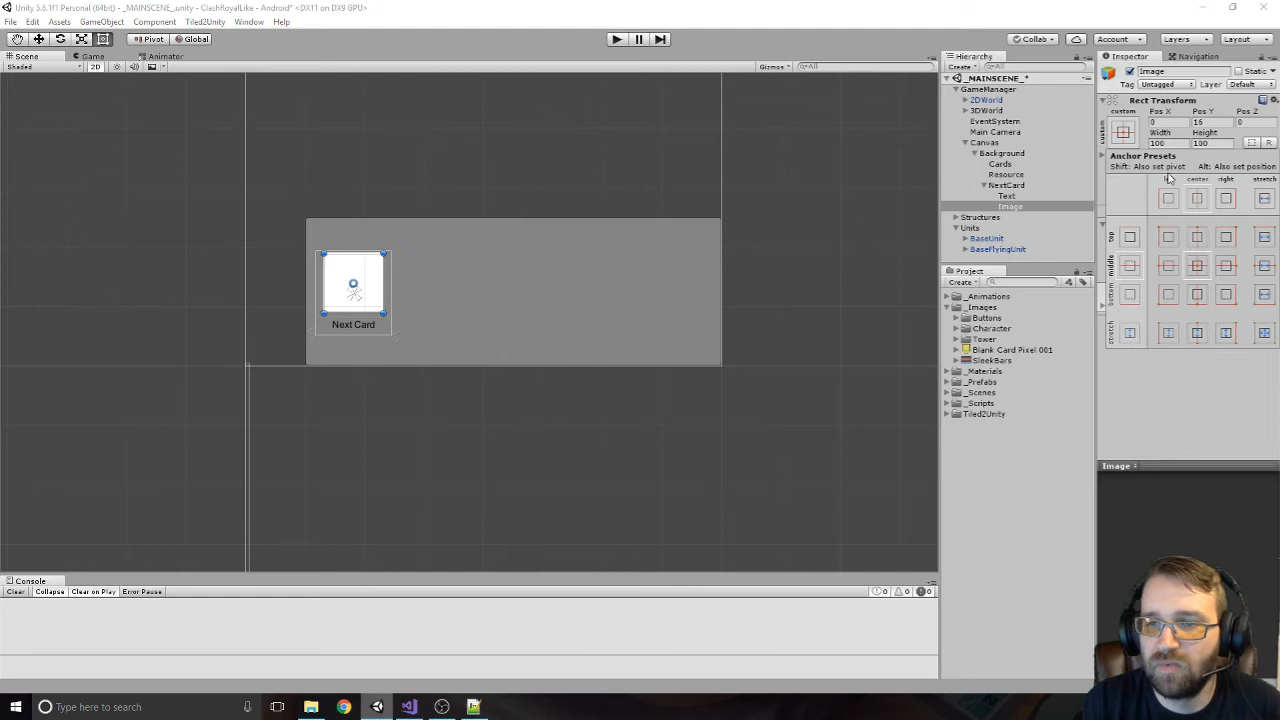 Unity 5.6.1f1 Personal (64bit) - _MAINSCENE_.unity - ClashRoyalLike - Android* <DX11 on DX9 GPU>
File Edit Assets GameObject Component Tiled2Unity Window Help
Pivot Global Collab Account Layers Layout
Scene Game Animator Hierarchy Inspector Navigation
Shaded 2D Gizmos All Create All
Image Static
Tag Untagged Layer Default
_MAINSCENE_*
GameManager
2DWorld
3DWorld
EventSystem
Main Camera
Canvas
Background
Cards
Resource
NextCard
Text
Image
Structures
Units
BaseUnit
BaseFlyingUnit
Rect Transform
custom Pos X Pos Y Pos Z
0 16 0
custom
Width Height
100 100 R
Anchor Presets
Shift: Also set pivot Alt: Also set position
center right stretch
top
middle
bottom
stretch
Next Card
Project
Create
_Animations
_Images
Buttons
Character
Tower
Blank Card Pixel 001
SleekBars
_Materials
_Prefabs
_Scenes
_Scripts
Tiled2Unity
Image
Console
Clear Collapse Clear on Play Error Pause 0 0 0
Type here to search